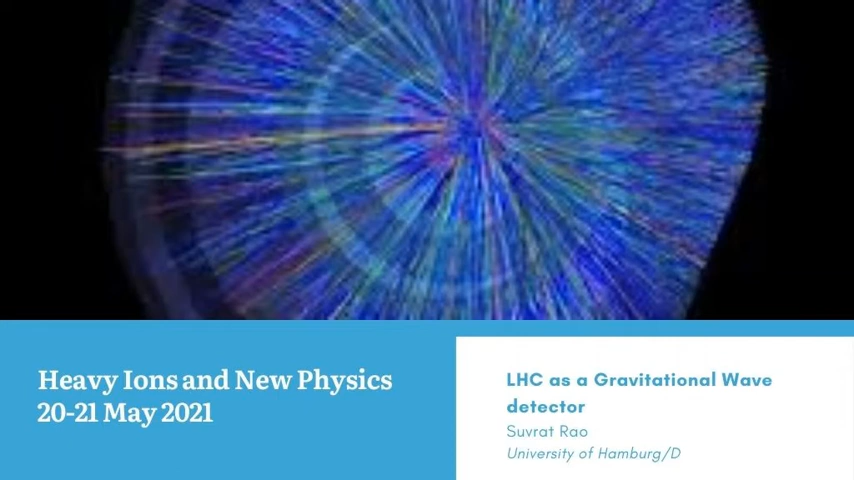 Heavy Ions and New Physics
20-21 May 2021
LHC as a Gravitational Wave
detector
Suvrat Rao
University of Hamburg/D